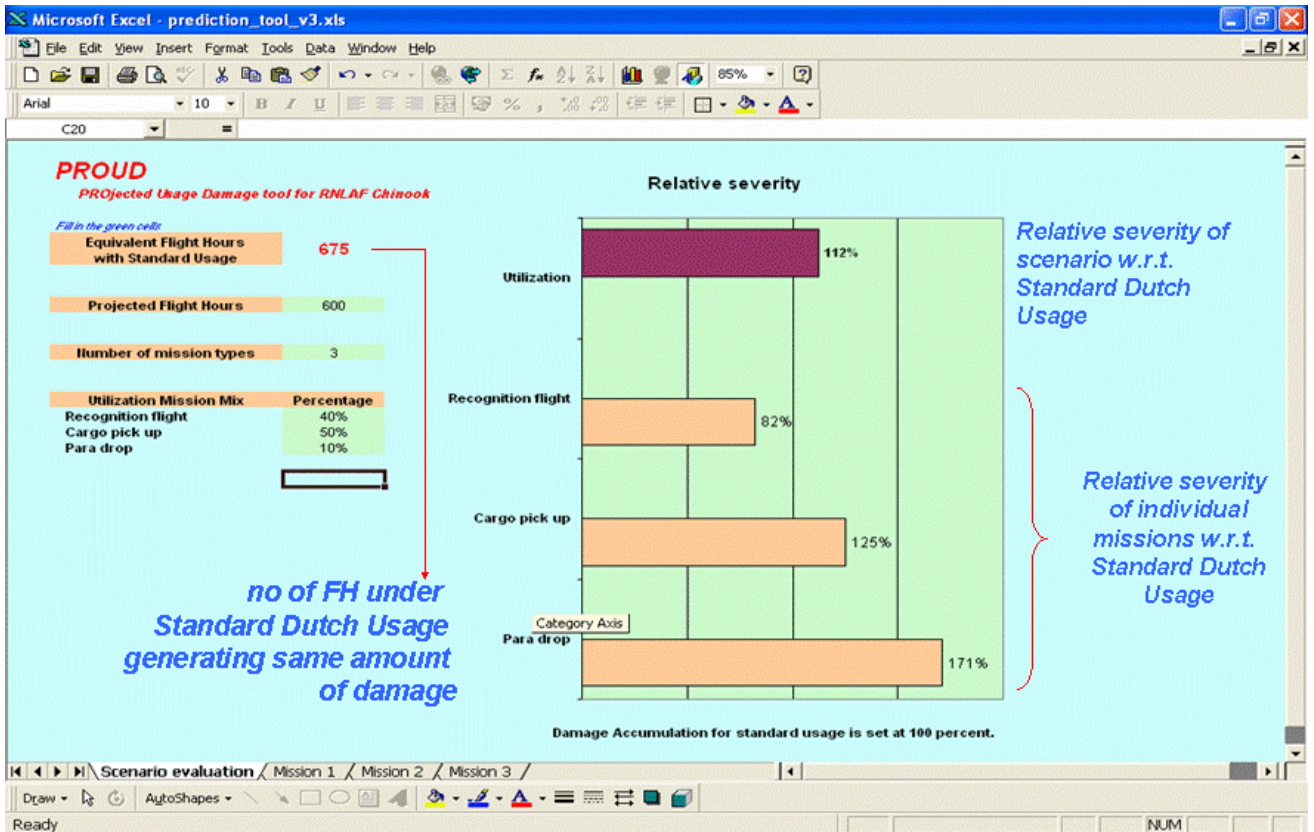 Microsoft Excel - prediction_tool_v3.xls
File Edit View Insert Format Tools Data Window Help
85%
Arial 10 B I U
C20 =
PROUD
PROjected Usage Damage tool for RNLAF Chinook
Fill in the green cells
Equivalent Flight Hours
with Standard Usage
675
Projected Flight Hours 600
Number of mission types 3
Utilization Mission Mix Percentage
Recognition flight 40%
Cargo pick up 50%
Para drop 10%
no of FH under
Standard Dutch Usage
generating same amount
of damage
Relative severity
Utilization 112%
Recognition flight 82%
Cargo pick up 125%
Category Axis
Para drop 171%
Damage Accumulation for standard usage is set at 100 percent.
Relative severity of
scenario w.r.t.
Standard Dutch
Usage
Relative severity
of individual
missions w.r.t.
Standard Dutch
Usage
Scenario evaluation Mission 1 Mission 2 Mission 3
Draw AutoShapes
Ready NUM